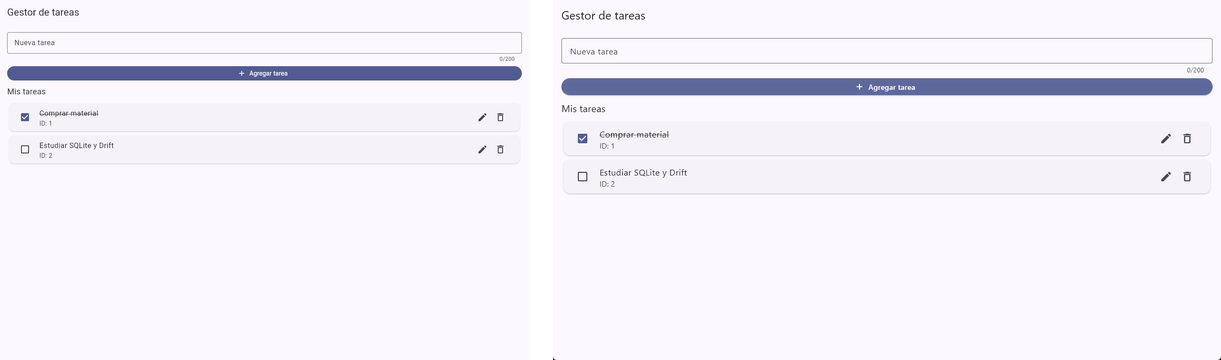 Gestor de tareas
Nueva tarea
0/200
+ Agregar tarea
Mis tareas
Comprar material
ID: 1
Estudiar SQLite y Drift
ID: 2
Gestor de tareas
Nueva tarea
0/200
+ Agregar tarea
Mis tareas
Comprar material
ID: 1
Estudiar SQLite y Drift
ID: 2